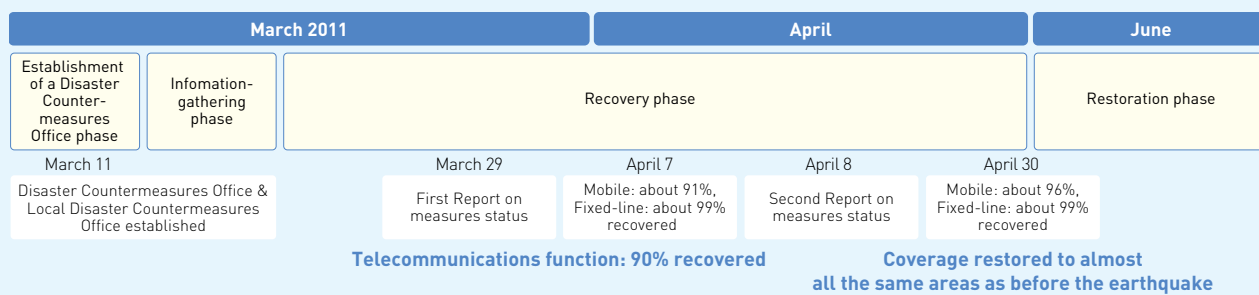 March 2011
April
June
Establishment
of a Disaster
Counter-
measures
Office phase
Infomation-
gathering
phase
Recovery phase
Restoration phase
March 11
March 29
April 7
April 8
April 30
Disaster Countermeasures Office &
Local Disaster Countermeasures
Office established
First Report on
measures status
Mobile: about 91%,
Fixed-line: about 99%
recovered
Second Report on
measures status
Mobile: about 96%,
Fixed-line: about 99%
recovered
Telecommunications function: 90% recovered
Coverage restored to almost
all the same areas as before the earthquake